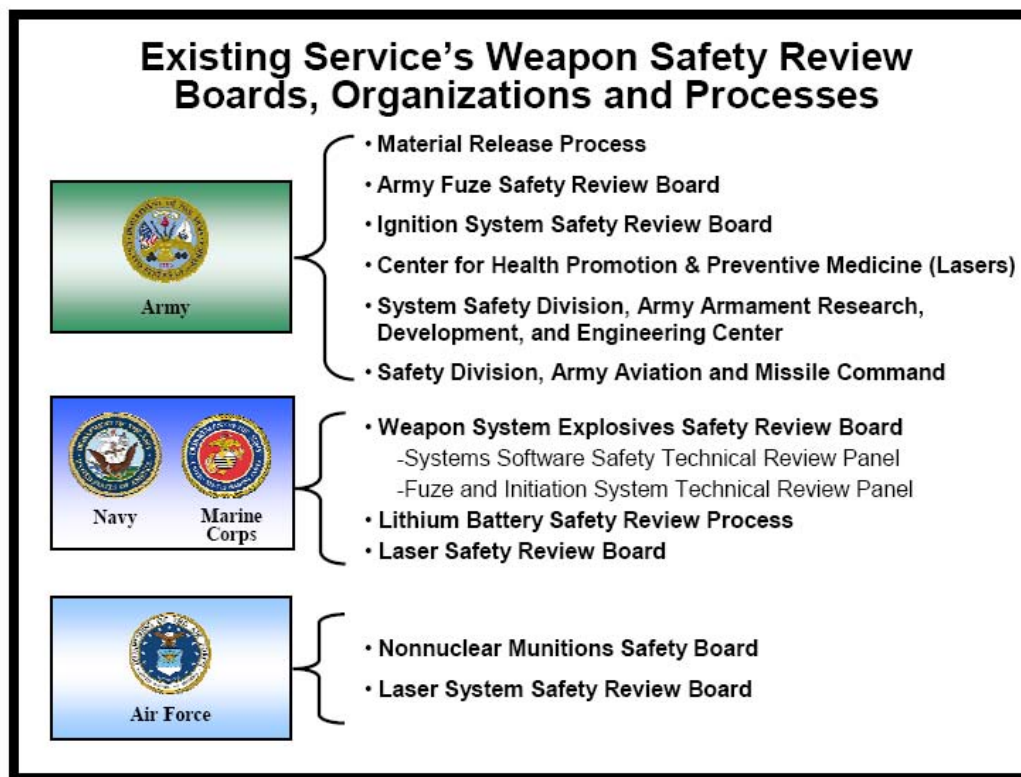 Existing Service's Weapon Safety Review
Boards, Organizations and Processes
• Material Release Process
• Army Fuze Safety Review Board
• Ignition System Safety Review Board
• Center for Health Promotion & Preventive Medicine (Lasers)
• System Safety Division, Army Armament Research,
Development, and Engineering Center
• Safety Division, Army Aviation and Missile Command
Army
• Weapon System Explosives Safety Review Board
-Systems Software Safety Technical Review Panel
-Fuze and Initiation System Technical Review Panel
• Lithium Battery Safety Review Process
• Laser Safety Review Board
Navy
Marine
Corps
• Nonnuclear Munitions Safety Board
• Laser System Safety Review Board
Air Force